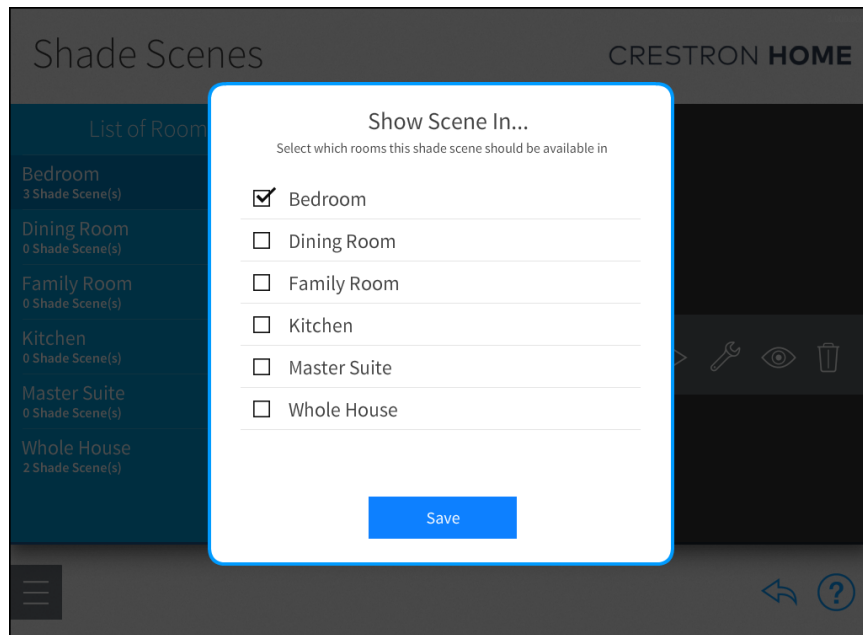 Shade Scenes
CRESTRON HOME
List of Room
Bedroom
3 Shade Scene(s)
Dining Room
0 Shade Scene(s)
Family Room
0 Shade Scene(s)
Kitchen
0 Shade Scene(s)
Master Suite
0 Shade Scene(s)
Whole House
2 Shade Scene(s)
Show Scene In...
Select which rooms this shade scene should be available in
Bedroom
Dining Room
Family Room
Kitchen
Master Suite
Whole House
Save
?